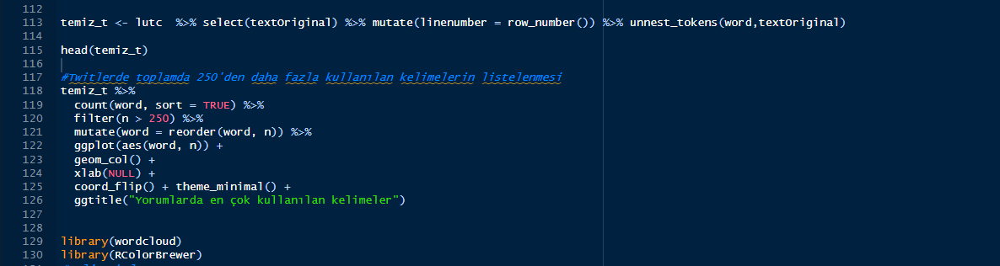 112
113 temiz_t <- lutc  %>% select(textOriginal) %>% mutate(linenumber = row_number()) %>% unnest_tokens(word,textOriginal)
114
115 head(temiz_t)
116
117 #Twitlerde toplamda 250'den daha fazla kullanılan kelimelerin listelenmesi
118 temiz_t %>%
119   count(word, sort = TRUE) %>%
120   filter(n > 250) %>%
121   mutate(word = reorder(word, n)) %>%
122   ggplot(aes(word, n)) +
123   geom_col() +
124   xlab(NULL) +
125   coord_flip() + theme_minimal() +
126   ggtitle("Yorumlarda en çok kullanılan kelimeler")
127
128
129 library(wordcloud)
130 library(RColorBrewer)